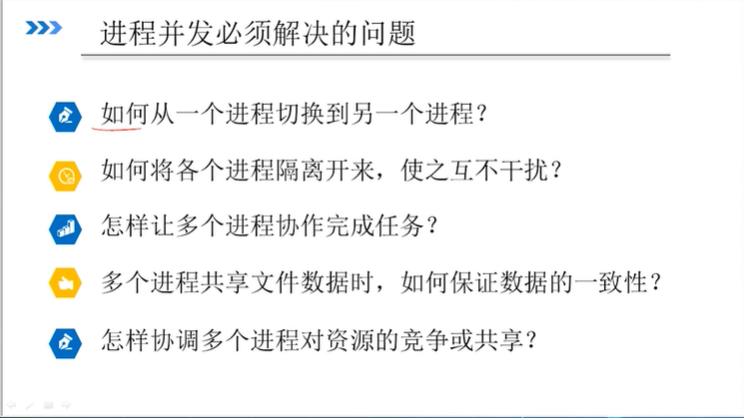 进程并发必须解决的问题
如何从一个进程切换到另一个进程？
如何将各个进程隔离开来，使之互不干扰？
怎样让多个进程协作完成任务？
多个进程共享文件数据时，如何保证数据的一致性？
怎样协调多个进程对资源的竞争或共享？